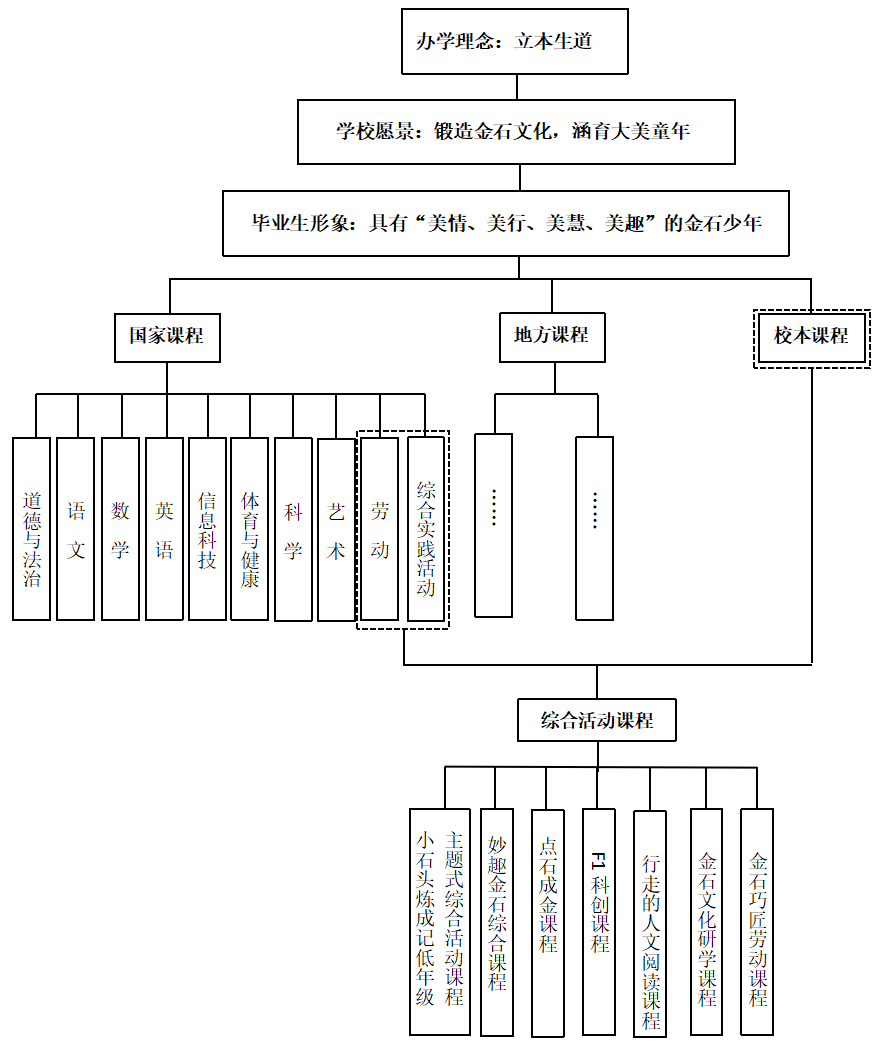 办学理念：立本生道
学校愿景：锻造金石文化，涵育大美童年
毕业生形象：具有“美情、美行、美慧、美趣”的金石少年
国家课程
地方课程
校本课程
道德与法治
语文
数学
英语
信息科技
体育与健康
科学
艺术
劳动
综合实践活动
……
……
综合活动课程
小石头炼成记低年级
主题式综合活动课程
妙趣金石综合课程
点石成金课程
F1科创课程
行走的人文阅读课程
金石文化研学课程
金石巧匠劳动课程